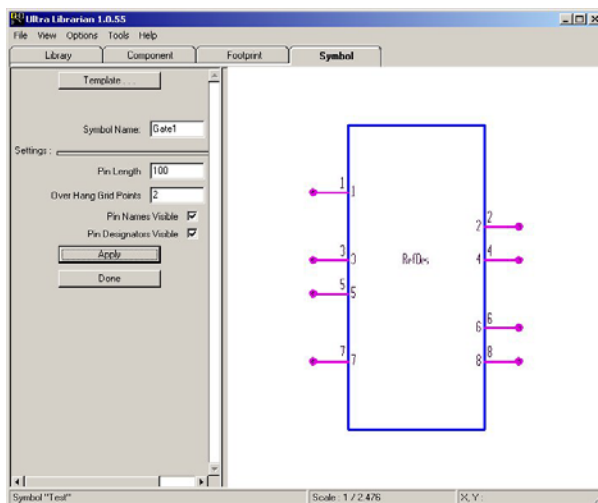 Ultra Librarian 1.0.55
File View Options Tools Help
Library Component Footprint Symbol
Template . . .
Symbol Name: Gate1
Settings :
Pin Length 100
Over Hang Grid Points 2
Pin Names Visible
Pin Designators Visible
Apply
Done
1 1
2 2
3 3
RefDes
4 4
5 5
6 6
7 7
8 8
Symbol "Test"
Scale : 1 / 2.476
X, Y :